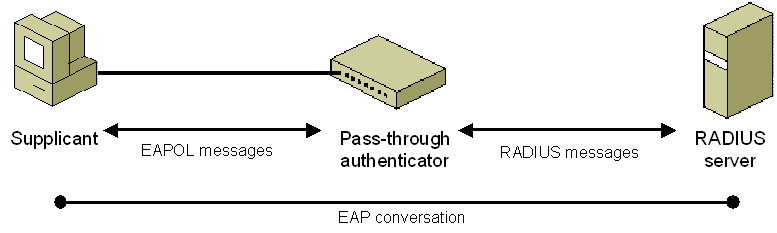 Supplicant
EAPOL messages
Pass-through
authenticator
RADIUS messages
RADIUS
server
EAP conversation